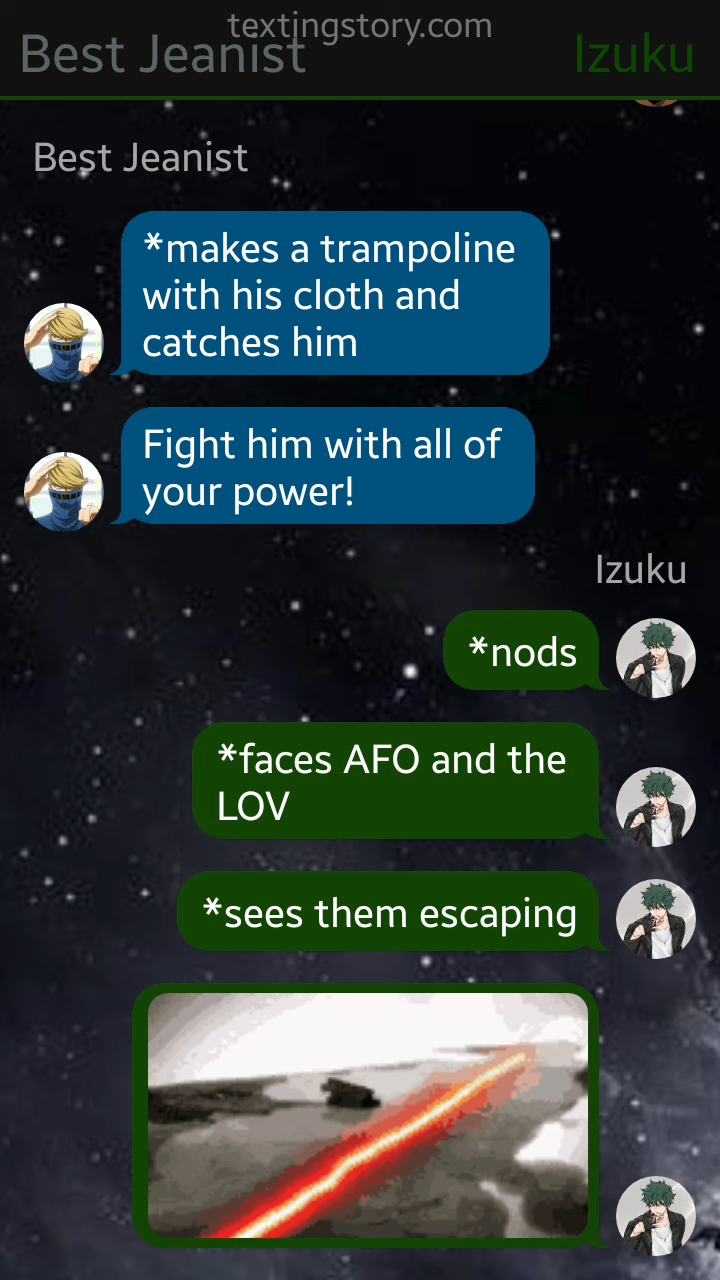 textingstory.com
Best Jeanist
Izuku
Best Jeanist
*makes a trampoline
with his cloth and
catches him
Fight him with all of
your power!
Izuku
*nods
*faces AFO and the
LOV
*sees them escaping